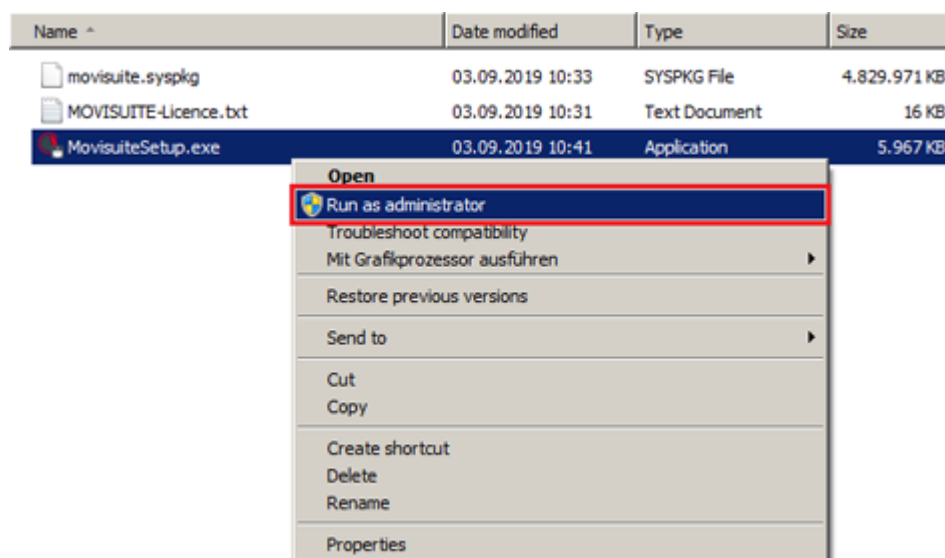 Name Date modified Type Size
movisuite.syspkg 03.09.2019 10:33 SYSPKG File 4.829.971 KB
MOVISUITE-Licence.txt 03.09.2019 10:31 Text Document 16 KB
MovisuiteSetup.exe 03.09.2019 10:41 Application 5.967 KB
Open
Run as administrator
Troubleshoot compatibility
Mit Grafikprozessor ausführen
Restore previous versions
Send to
Cut
Copy
Create shortcut
Delete
Rename
Properties